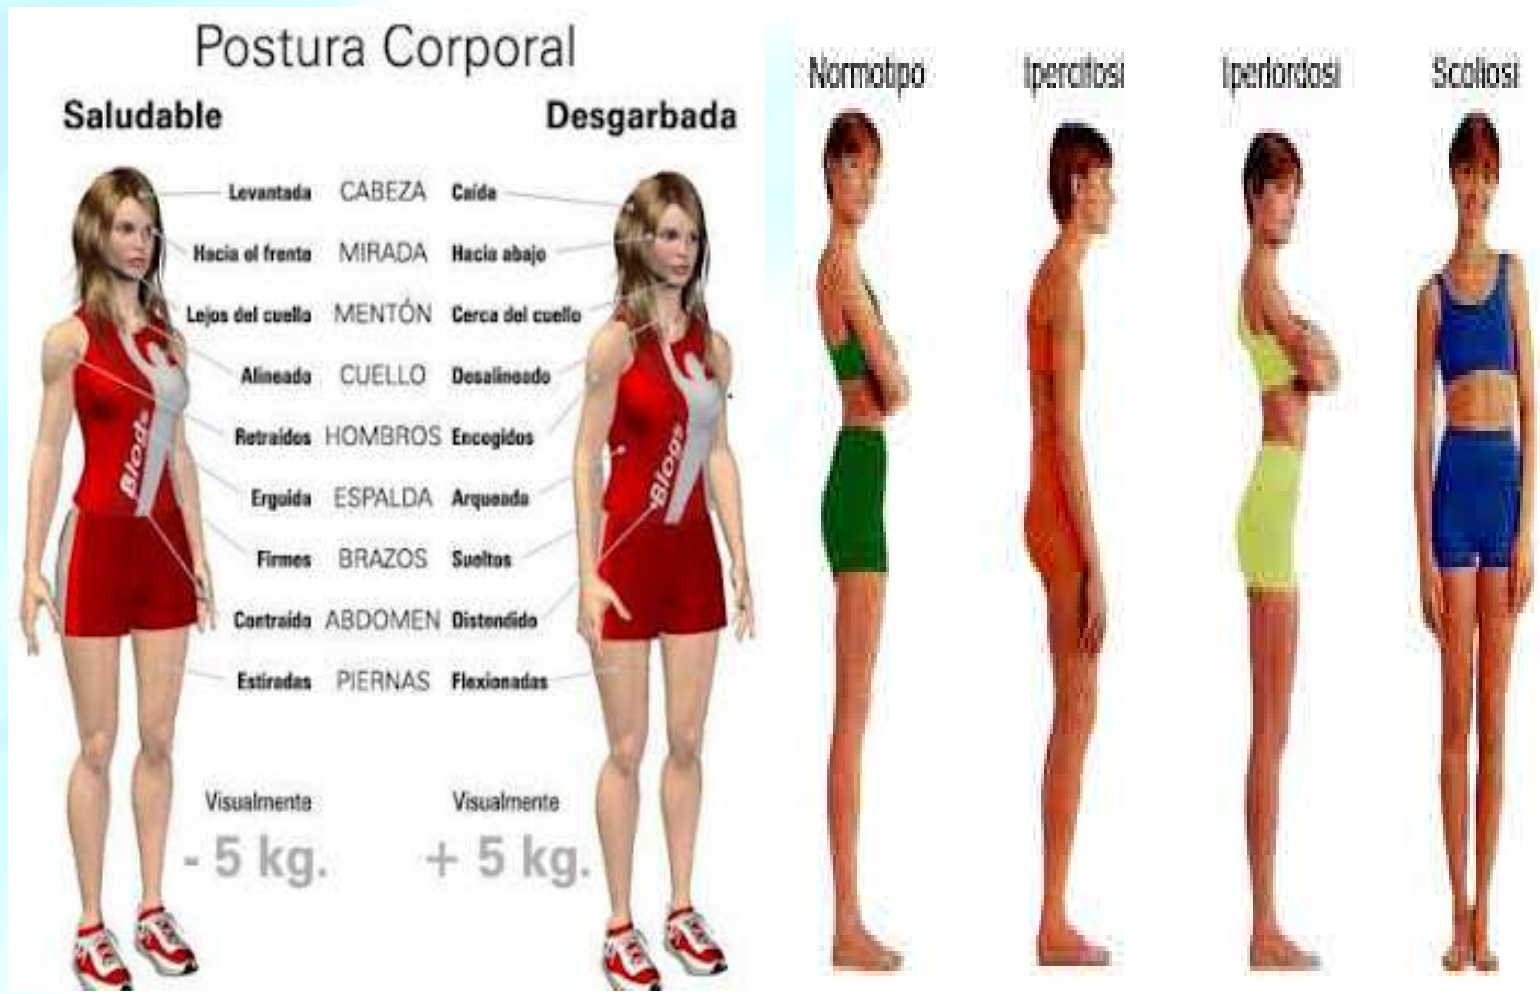 Postura Corporal
Saludable Desgarbada
Levantada CABEZA Caída
Hacia el frente MIRADA Hacia abajo
Lejos del cuello MENTÓN Cerca del cuello
Alineado CUELLO Desalineado
Retraídos HOMBROS Encogidos
Erguida ESPALDA Arqueada
Firmes BRAZOS Sueltos
Contraído ABDOMEN Distendido
Estiradas PIERNAS Flexionadas
Visualmente Visualmente
- 5 kg. + 5 kg.
Normotipo Ipercifosi Iperlordosi Scoliosi